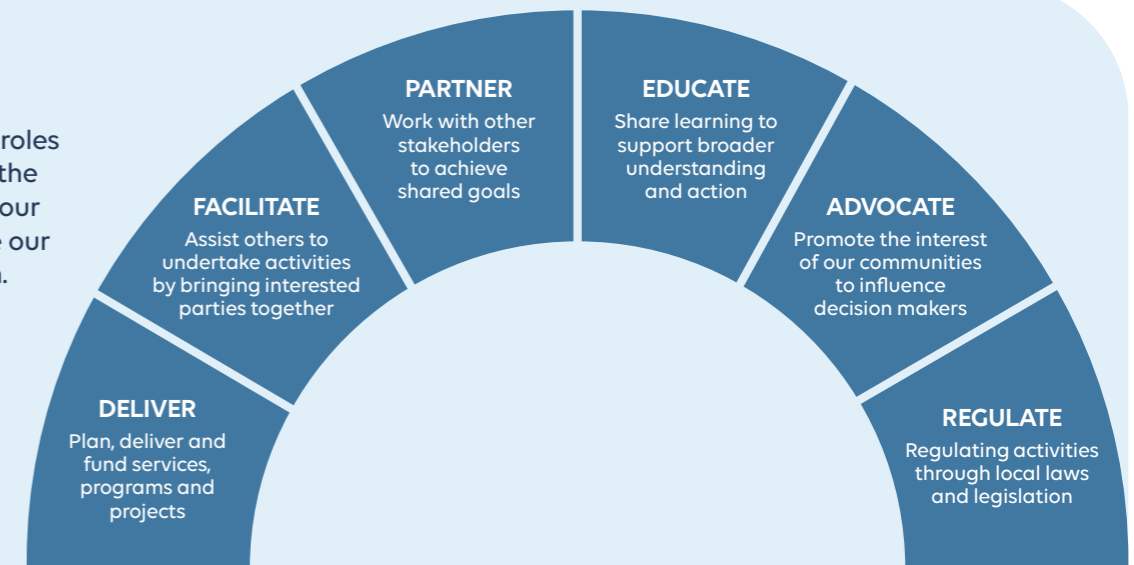 roles
the
our
our
PARTNER
Work with other
stakeholders
to achieve
shared goals
EDUCATE
Share learning to
support broader
understanding
and action
FACILITATE
Assist others to
undertake activities
by bringing interested
parties together
ADVOCATE
Promote the interest
of our communities
to influence
decision makers
DELIVER
Plan, deliver and
fund services,
programs and
projects
REGULATE
Regulating activities
through local laws
and legislation